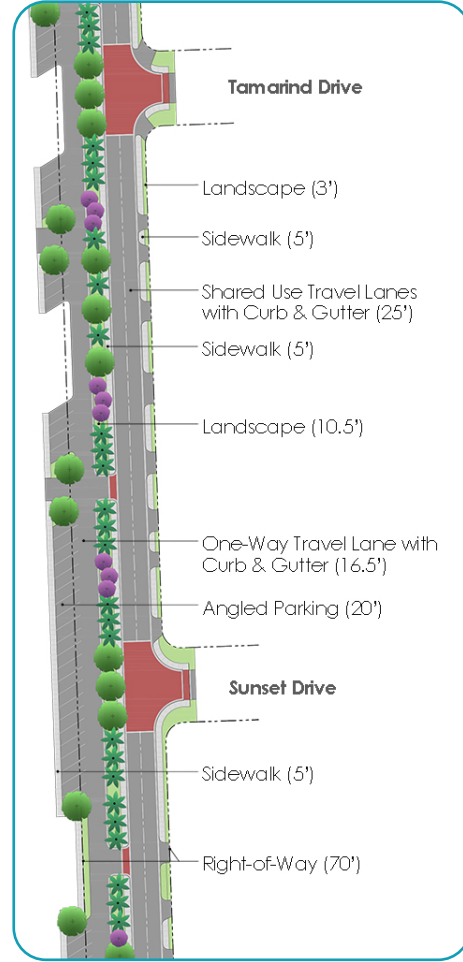 Tamarind Drive
Landscape (3')
Sidewalk (5')
Shared Use Travel Lanes
with Curb & Gutter (25')
Sidewalk (5')
Landscape (10.5')
One-Way Travel Lane with
Curb & Gutter (16.5')
Angled Parking (20')
Sunset Drive
Sidewalk (5')
Right-of-Way (70')